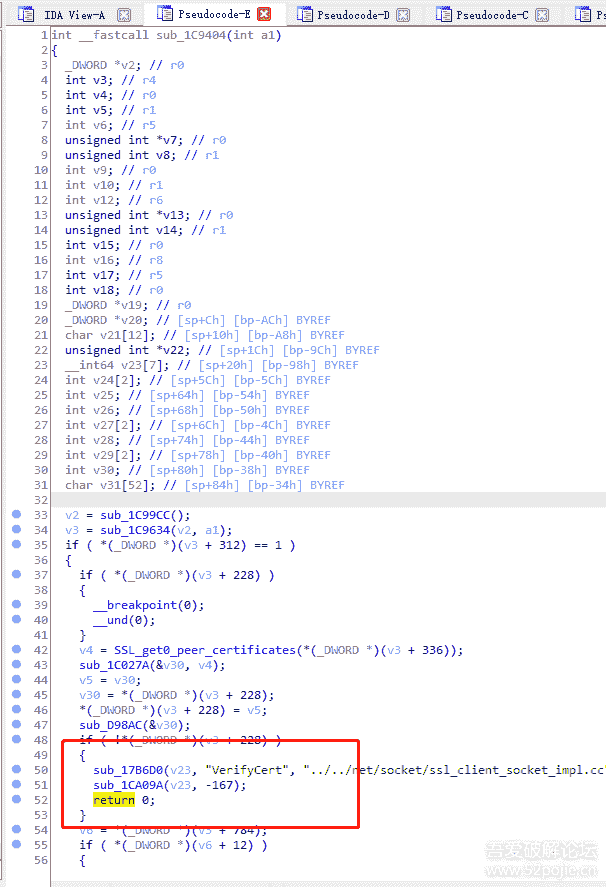 IDA View-A Pseudocode-E Pseudocode-D Pseudocode-C Ps
1 int __fastcall sub_1C9404(int a1)
2 {
3 _DWORD *v2; // r0
4 int v3; // r4
5 int v4; // r0
6 int v5; // r1
7 int v6; // r5
8 unsigned int *v7; // r0
9 unsigned int v8; // r1
10 int v9; // r0
11 int v10; // r1
12 int v12; // r6
13 unsigned int *v13; // r0
14 unsigned int v14; // r1
15 int v15; // r0
16 int v16; // r8
17 int v17; // r5
18 int v18; // r0
19 _DWORD *v19; // r0
20 _DWORD *v20; // [sp+Ch] [bp-ACh] BYREF
21 char v21[12]; // [sp+10h] [bp-A8h] BYREF
22 unsigned int *v22; // [sp+1Ch] [bp-9Ch] BYREF
23 __int64 v23[7]; // [sp+20h] [bp-98h] BYREF
24 int v24[2]; // [sp+5Ch] [bp-5Ch] BYREF
25 int v25; // [sp+64h] [bp-54h] BYREF
26 int v26; // [sp+68h] [bp-50h] BYREF
27 int v27[2]; // [sp+6Ch] [bp-4Ch] BYREF
28 int v28; // [sp+74h] [bp-44h] BYREF
29 int v29[2]; // [sp+78h] [bp-40h] BYREF
30 int v30; // [sp+80h] [bp-38h] BYREF
31 char v31[52]; // [sp+84h] [bp-34h] BYREF
32
33 v2 = sub_1C99CC();
34 v3 = sub_1C9634(v2, a1);
35 if ( *(_DWORD *)(v3 + 312) == 1 )
36 {
37 if ( *(_DWORD *)(v3 + 228) )
38 {
39 __breakpoint(0);
40 __und(0);
41 }
42 v4 = SSL_get0_peer_certificates(*(_DWORD *)(v3 + 336));
43 sub_1C027A(&v30, v4);
44 v5 = v30;
45 v30 = *(_DWORD *)(v3 + 228);
46 *(_DWORD *)(v3 + 228) = v5;
47 sub_D98AC(&v30);
48 if ( !*(_DWORD *)(v3 + 228) )
49 {
50 sub_17B6D0(v23, "VerifyCert", "../../net/socket/ssl_client_socket_impl.cc"
51 sub_1CA09A(v23, -167);
52 return 0;
53 }
54 v6 = *(_DWORD *)(v3 + 784);
55 if ( *(_DWORD *)(v6 + 12) )
56 {
吾爱破解论坛
www.52pojie.cn